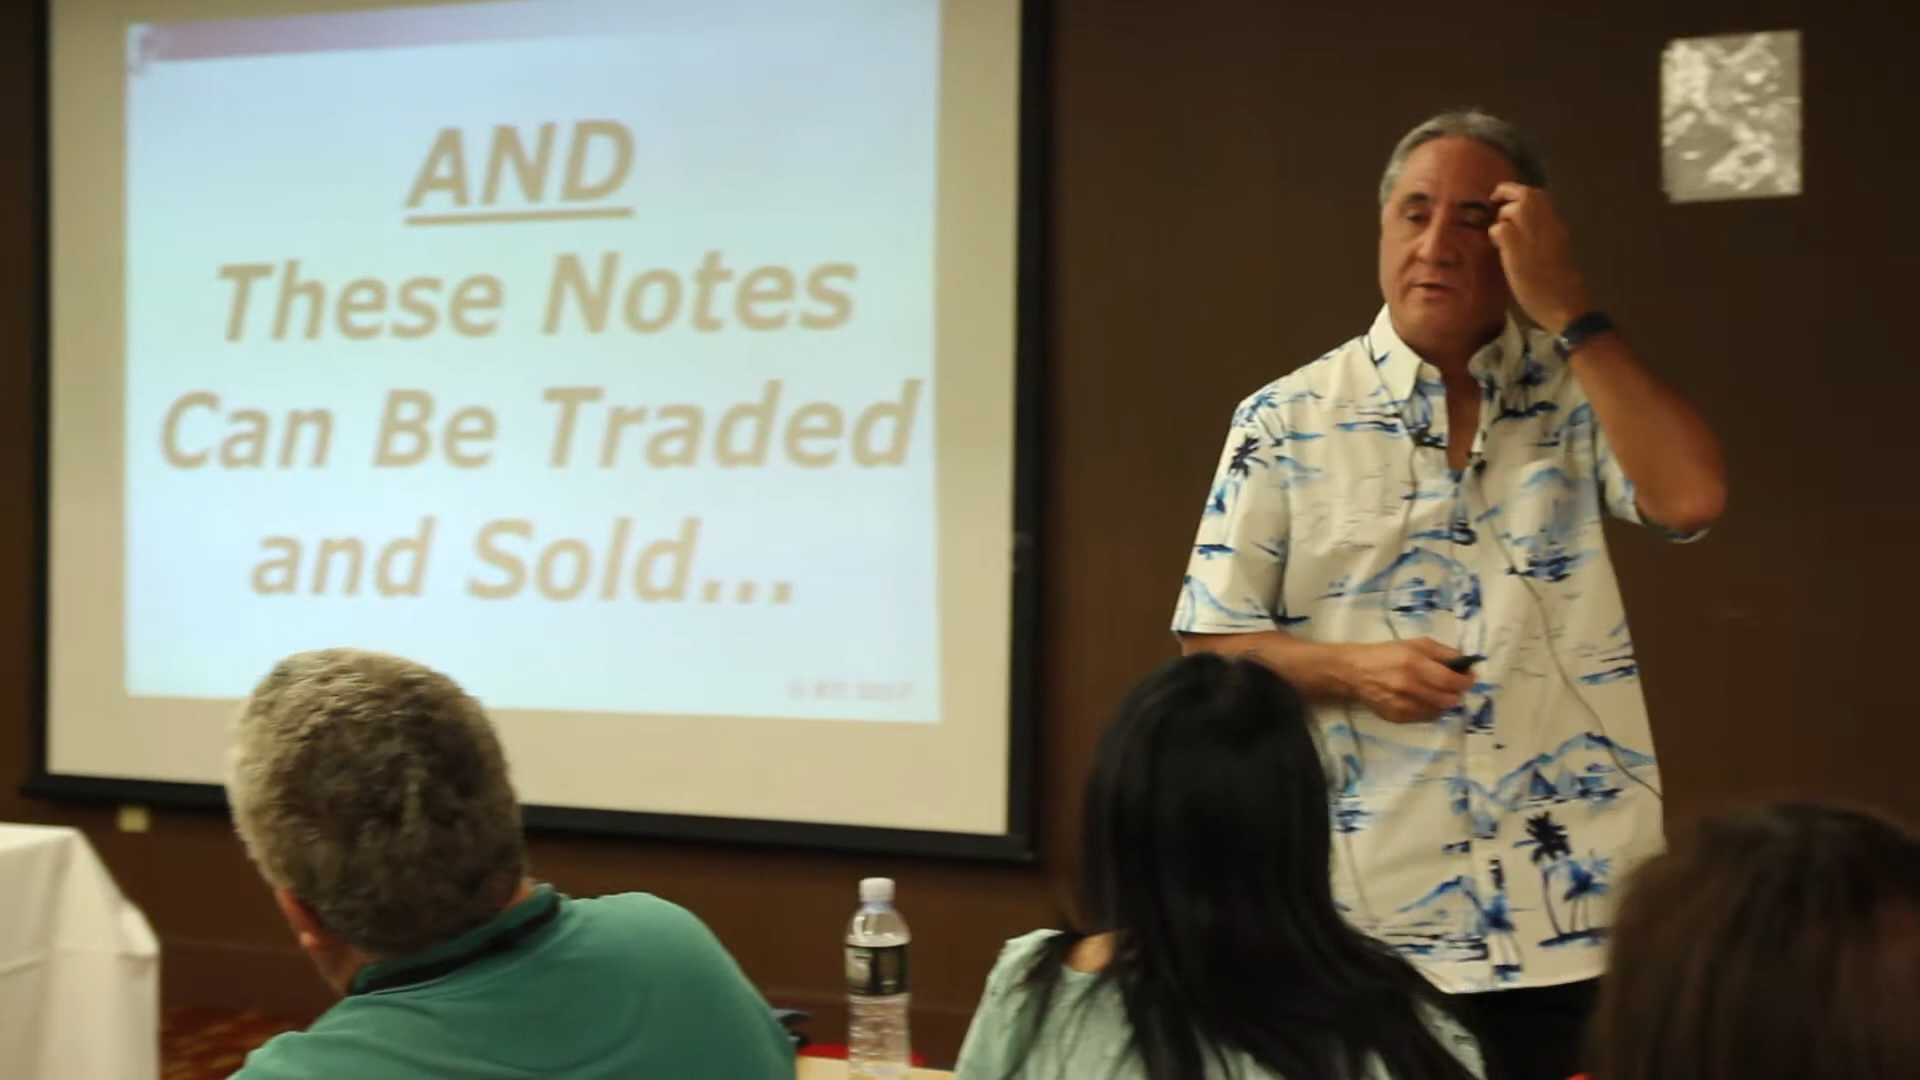 AND
These Notes
Can Be Traded
and Sold...